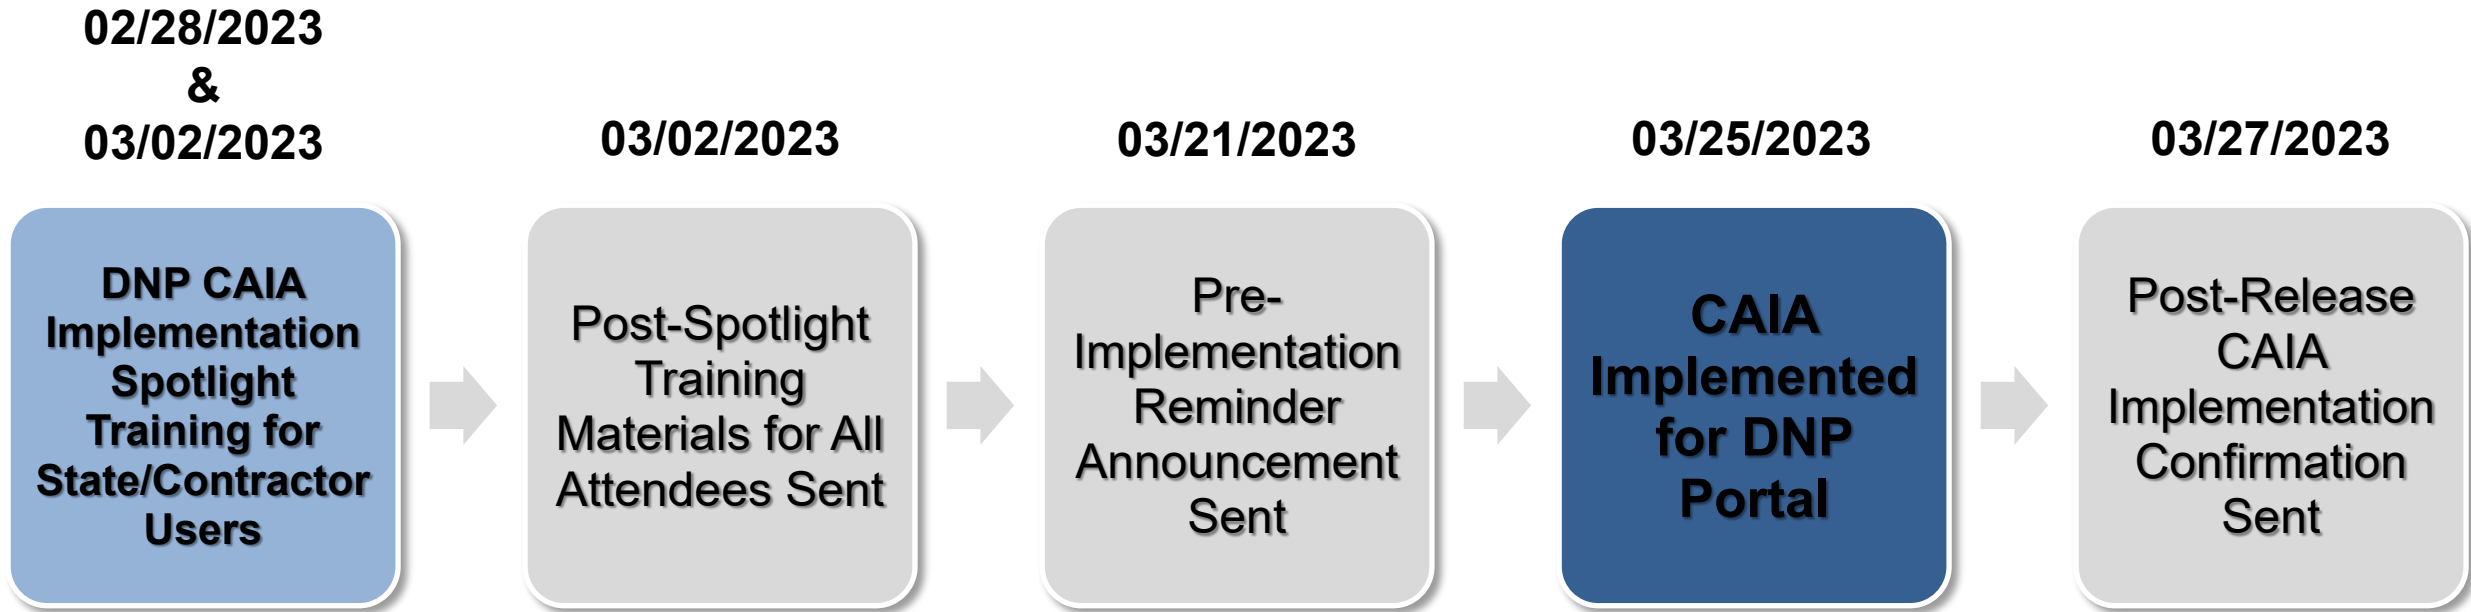 02/28/2023
&
03/02/2023
DNP CAIA
Implementation
Spotlight
Training for
State/Contractor
Users
03/02/2023
Post-Spotlight
Training
Materials for All
Attendees Sent
03/21/2023
Pre-
Implementation
Reminder
Announcement
Sent
03/25/2023
CAIA
Implemented
for DNP
Portal
03/27/2023
Post-Release
CAIA
Implementation
Confirmation
Sent